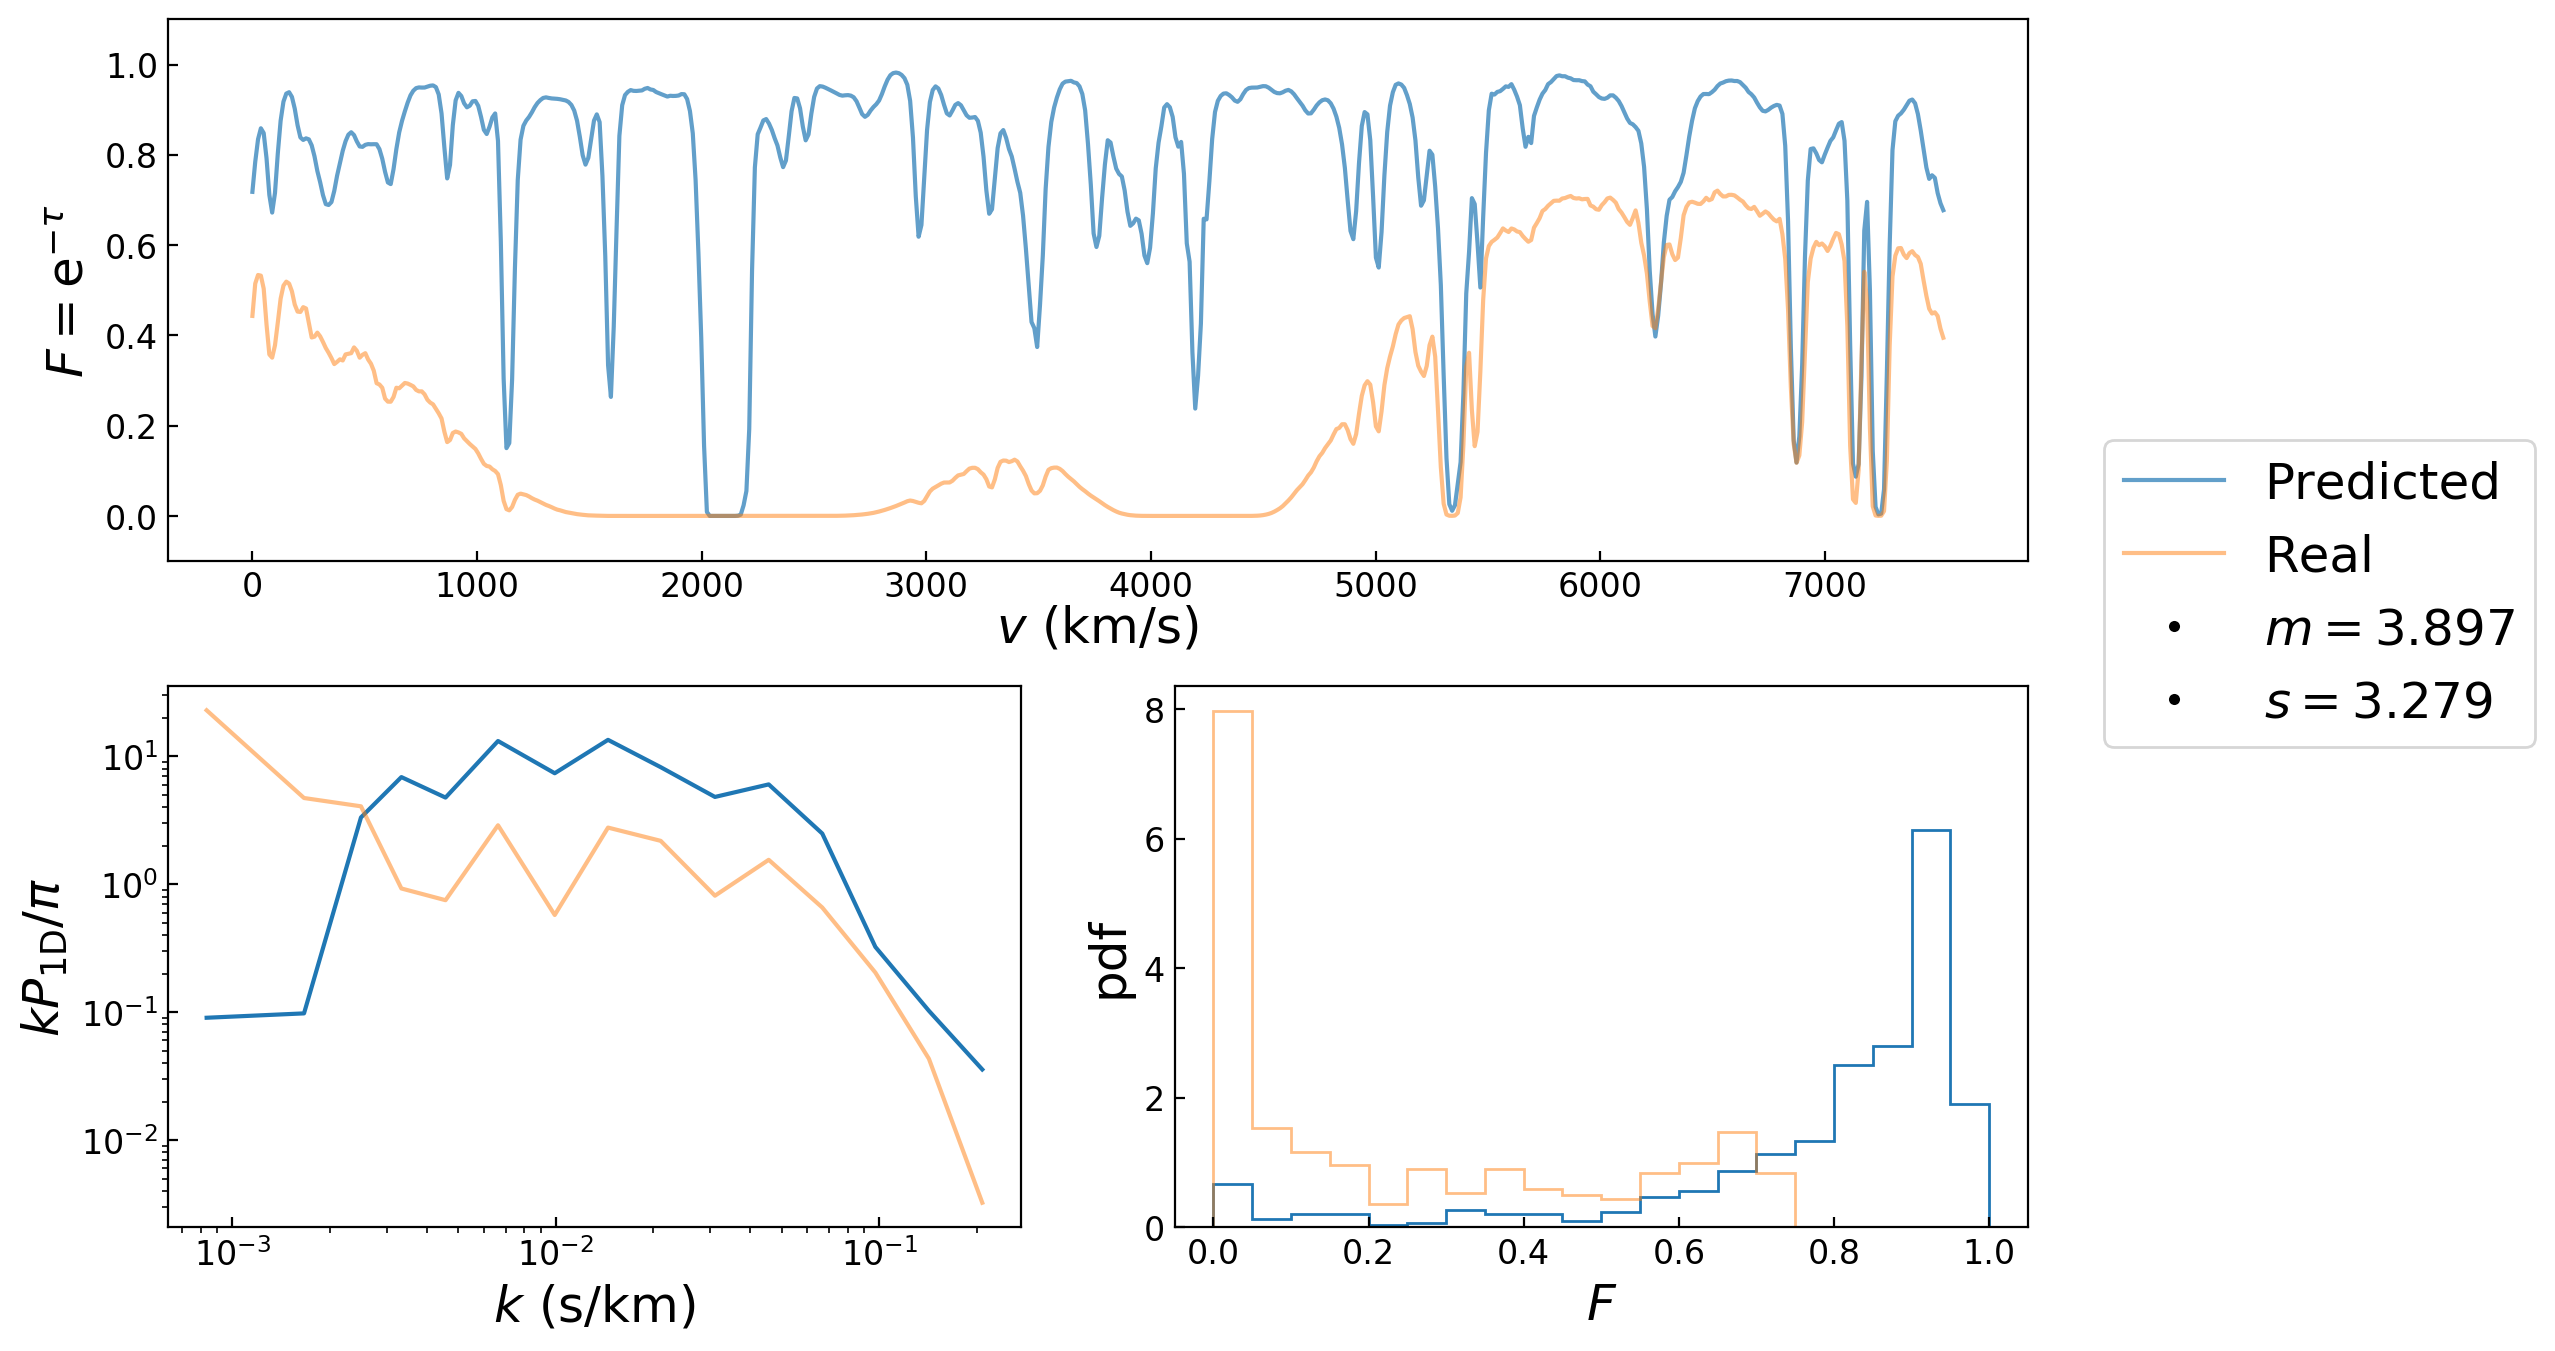 1.0
0.8
0.6
0.4
0.2
0.0
F = e^{−τ}
0 1000 2000 3000 4000 5000 6000 7000
v (km/s)
Predicted
Real
m = 3.897
s = 3.279
10^1
10^0
10^{−1}
10^{−2}
kP_{1D}/π
10^{−3} 10^{−2} 10^{−1}
k (s/km)
8
6
4
2
0
pdf
0.0 0.2 0.4 0.6 0.8 1.0
F